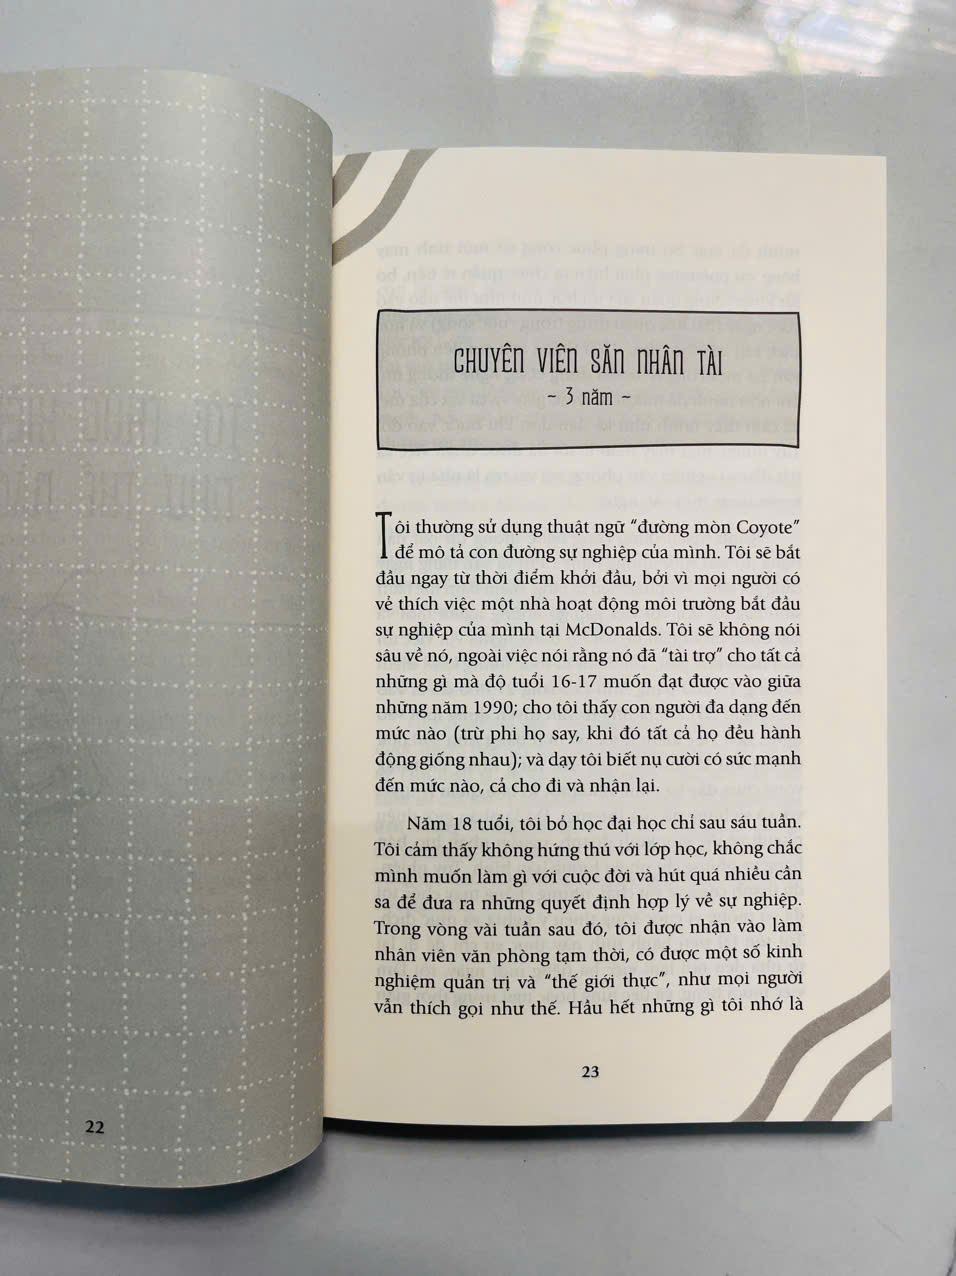 22
CHUYÊN VIÊN SĂN NHÂN TÀI
~ 3 năm ~
Tôi thường sử dụng thuật ngữ “đường mòn Coyote”
để mô tả con đường sự nghiệp của mình. Tôi sẽ bắt
đầu ngay từ thời điểm khởi đầu, bởi vì mọi người có
vẻ thích việc một nhà hoạt động môi trường bắt đầu
sự nghiệp của mình tại McDonalds. Tôi sẽ không nói
sâu về nó, ngoài việc nói rằng nó đã “tài trợ” cho tất cả
những gì mà độ tuổi 16-17 muốn đạt được vào giữa
những năm 1990; cho tôi thấy con người đa dạng đến
mức nào (trừ phi họ say, khi đó tất cả họ đều hành
động giống nhau); và dạy tôi biết nụ cười có sức mạnh
đến mức nào, cả cho đi và nhận lại.
Năm 18 tuổi, tôi bỏ học đại học chỉ sau sáu tuần.
Tôi cảm thấy không hứng thú với lớp học, không chắc
mình muốn làm gì với cuộc đời và hút quá nhiều cần
sa để đưa ra những quyết định hợp lý về sự nghiệp.
Trong vòng vài tuần sau đó, tôi được nhận vào làm
nhân viên văn phòng tạm thời, có được một số kinh
nghiệm quản trị và “thế giới thực”, như mọi người
vẫn thích gọi như thế. Hầu hết những gì tôi nhớ là
23